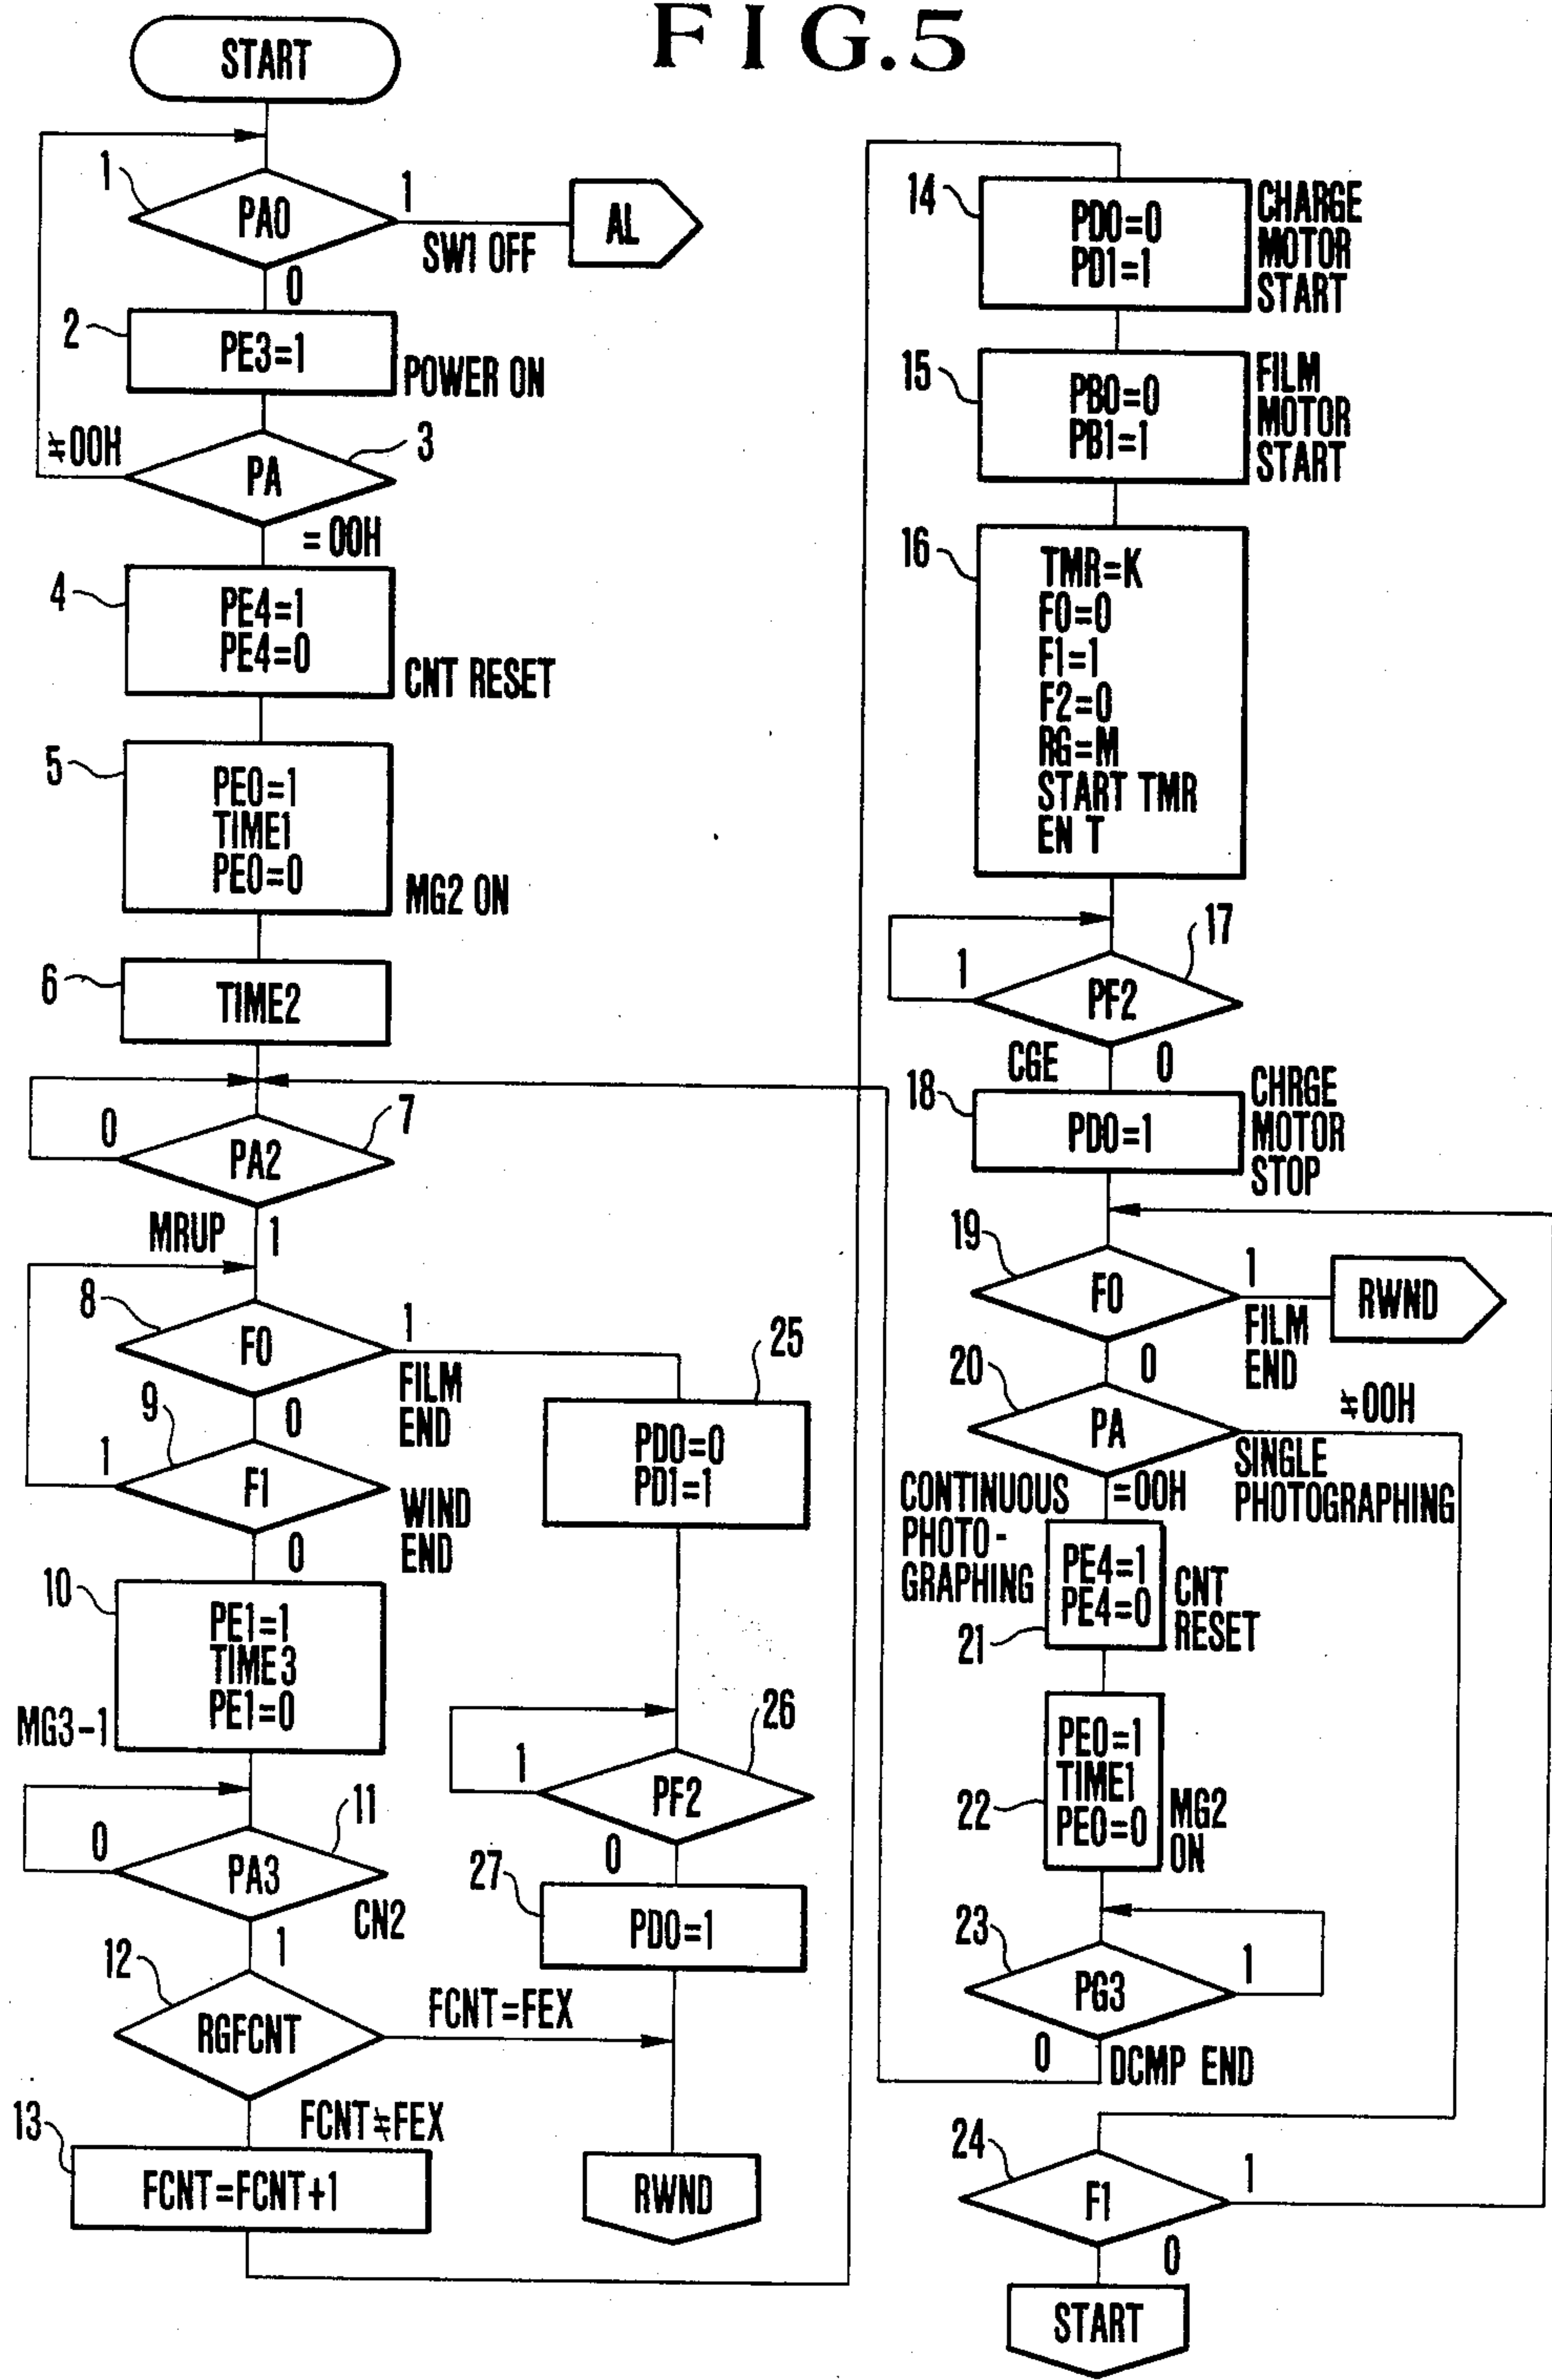 FIG.5
START
1
PA0
1
SW1 OFF
AL
0
2
PE3=1
POWER ON
≠00H
3
PA
=00H
4
PE4=1
PE4=0
CNT RESET
5
PE0=1
TIME1
PE0=0
MG2 ON
6
TIME2
0
7
PA2
MRUP
1
8
F0
1
FILM
END
0
9
1
F1
WIND
END
0
10
PE1=1
TIME3
PE1=0
MG3-1
11
0
PA3
CN2
1
12
RGFCNT
FCNT=FEX
FCNT≠FEX
13
FCNT=FCNT+1
25
PD0=0
PD1=1
26
1
PF2
0
27
PD0=1
RWND
14
PD0=0
PD1=1
CHARGE
MOTOR
START
15
PB0=0
PB1=1
FILM
MOTOR
START
16
TMR=K
F0=0
F1=1
F2=0
RG=M
START TMR
EN T
17
1
PF2
CGE
0
18
PD0=1
CHRGE
MOTOR
STOP
19
F0
1
FILM
END
RWND
0
20
PA
≠00H
SINGLE
PHOTOGRAPHING
CONTINUOUS
PHOTO-
GRAPHING
=00H
PE4=1
PE4=0
21
CNT
RESET
22
PE0=1
TIME1
PE0=0
MG2
ON
23
PG3
1
0
DCMP END
24
F1
1
0
START